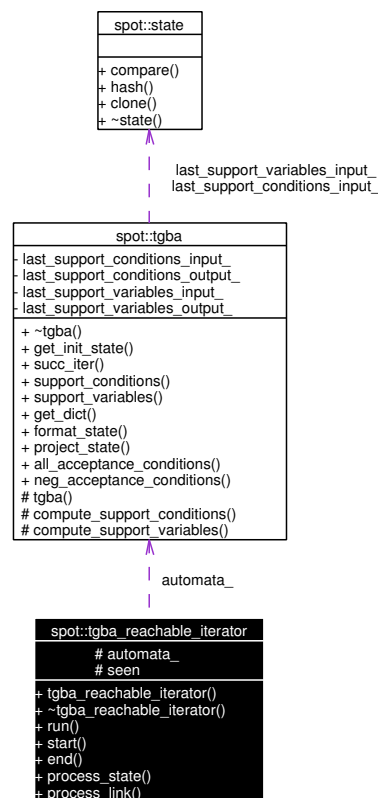 spot::state
+ compare()
+ hash()
+ clone()
+ ~state()
last_support_variables_input_
last_support_conditions_input_
spot::tgba
- last_support_conditions_input_
- last_support_conditions_output_
- last_support_variables_input_
- last_support_variables_output_
+ ~tgba()
+ get_init_state()
+ succ_iter()
+ support_conditions()
+ support_variables()
+ get_dict()
+ format_state()
+ project_state()
+ all_acceptance_conditions()
+ neg_acceptance_conditions()
# tgba()
# compute_support_conditions()
# compute_support_variables()
automata_
spot::tgba_reachable_iterator
# automata_
# seen
+ tgba_reachable_iterator()
+ ~tgba_reachable_iterator()
+ run()
+ start()
+ end()
+ process_state()
+ process_link()